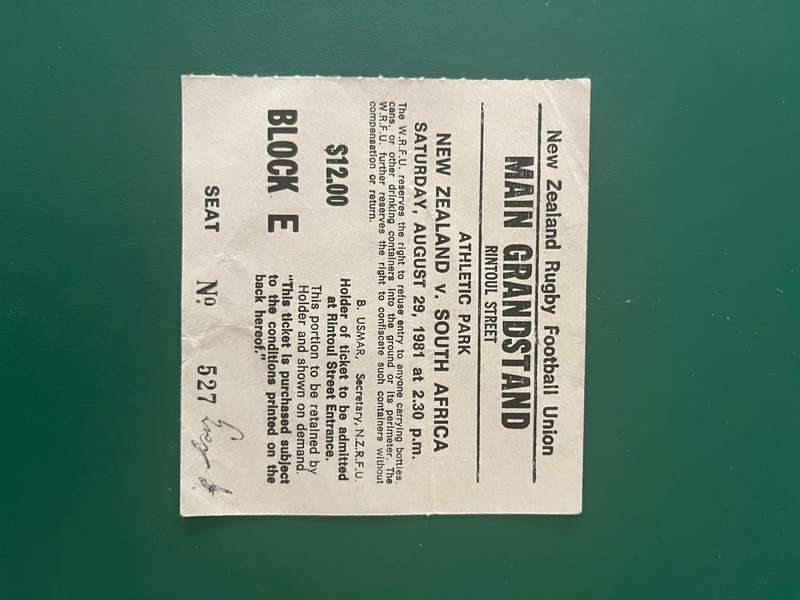 New Zealand Rugby Football Union
MAIN GRANDSTAND
RINTOUL STREET
ATHLETIC PARK
NEW ZEALAND v. SOUTH AFRICA
SATURDAY, AUGUST 29, 1981 at 2.30 p.m.
The W.R.F.U. reserves the right to refuse entry to anyone carrying bottles,
cans or other drinking containers into the ground or its perimeter. The
W.R.F.U. further reserves the right to confiscate such containers without
compensation or return.
B. USMAR, Secretary, N.Z.R.F.U.
$12.00
Holder of ticket to be admitted
at Rintoul Street Entrance.
This portion to be retained by
Holder and shown on demand.
BLOCK E
"This ticket is purchased subject
to the conditions printed on the
back hereof."
SEAT No. 527